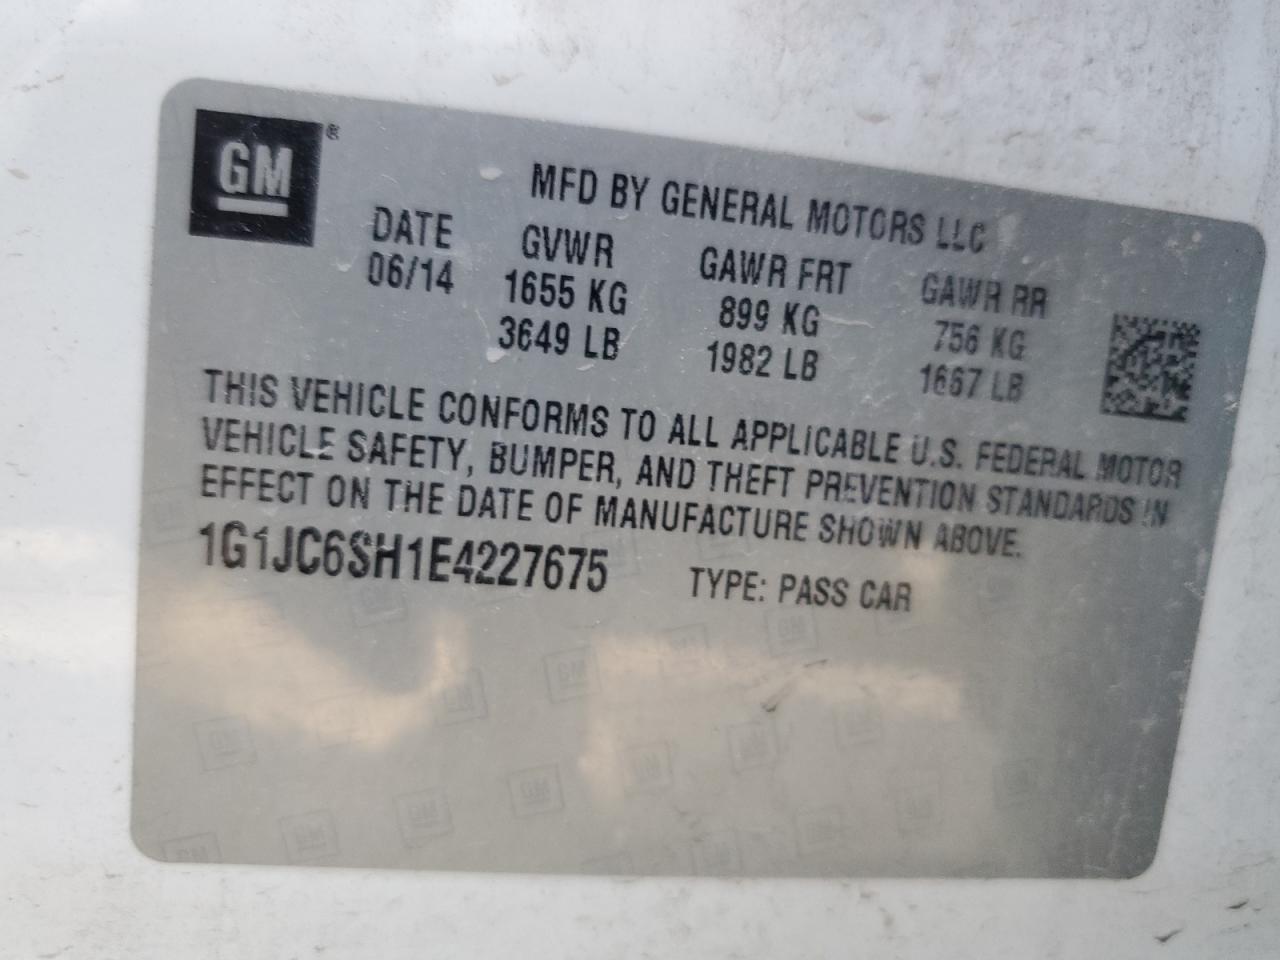 GM®
MFD BY GENERAL MOTORS LLC
DATE GVWR GAWR FRT GAWR RR
06/14 1655 KG 899 KG 756 KG
3649 LB 1982 LB 1667 LB
THIS VEHICLE CONFORMS TO ALL APPLICABLE U.S. FEDERAL MOTOR
VEHICLE SAFETY, BUMPER, AND THEFT PREVENTION STANDARDS IN
EFFECT ON THE DATE OF MANUFACTURE SHOWN ABOVE.
1G1JC6SH1E4227675 TYPE: PASS CAR